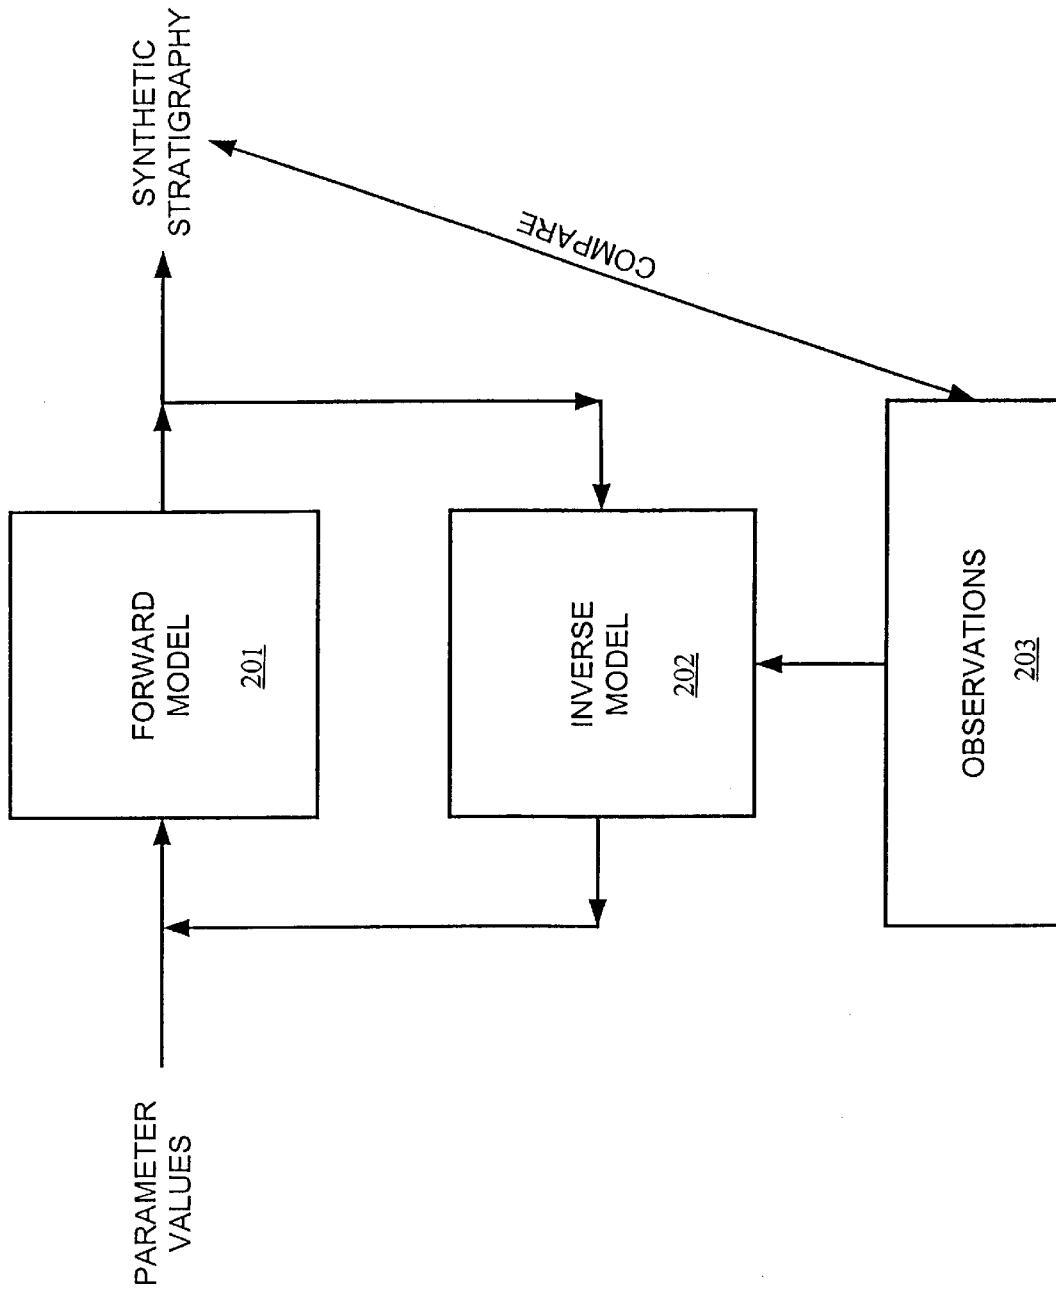 PARAMETER
VALUES
FORWARD
MODEL
201
SYNTHETIC
STRATIGRAPHY
INVERSE
MODEL
202
COMPARE
OBSERVATIONS
203